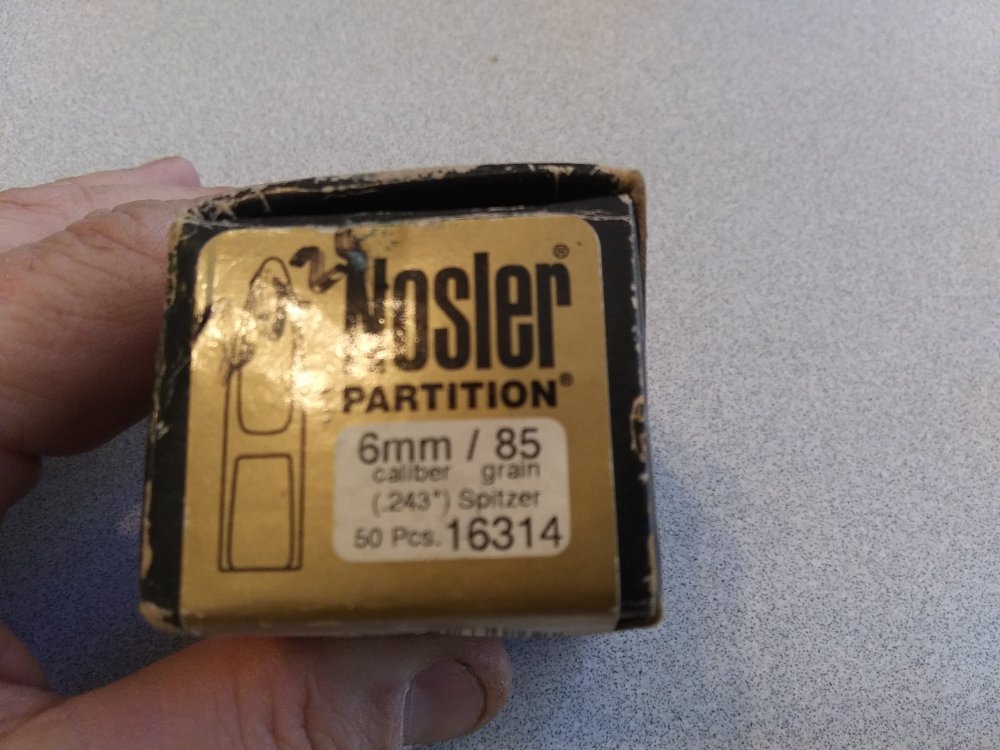 Nosler®
PARTITION®
6mm / 85
caliber grain
(.243") Spitzer
50 Pcs. 16314